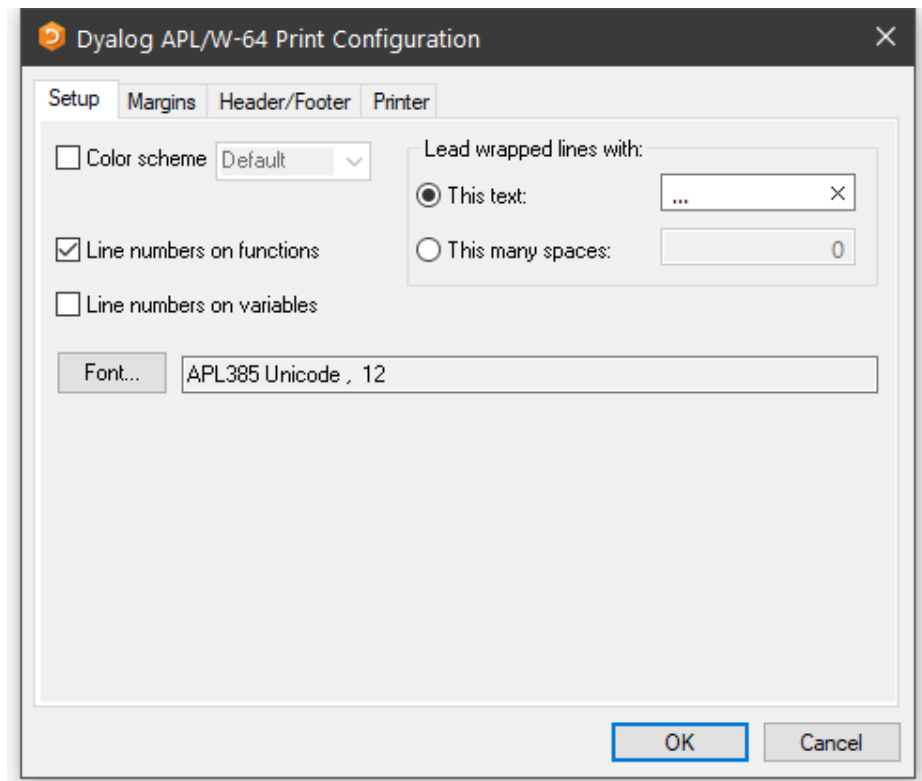 Dyalog APL/W-64 Print Configuration
Setup Margins Header/Footer Printer
Color scheme Default
Lead wrapped lines with:
This text: ...
Line numbers on functions
This many spaces: 0
Line numbers on variables
Font... APL385 Unicode , 12
OK Cancel